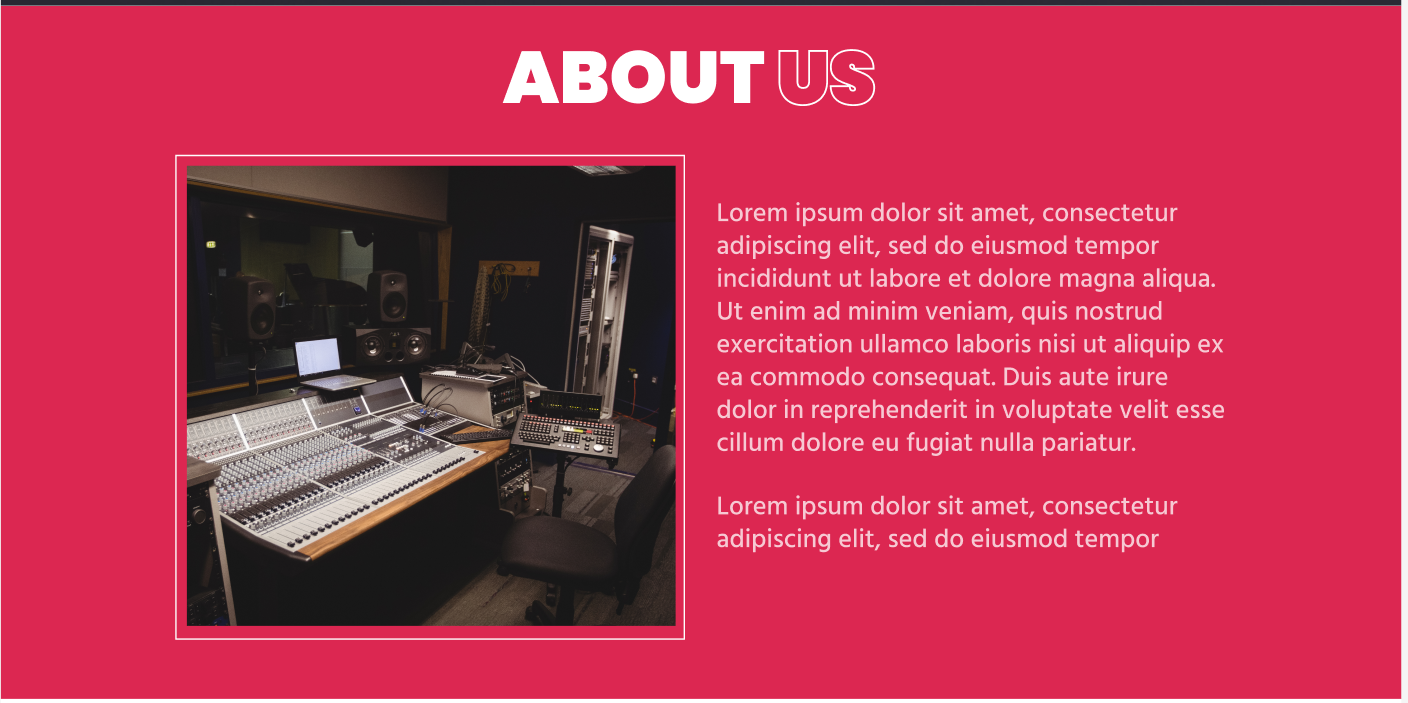 ABOUT US
Lorem ipsum dolor sit amet, consectetur
adipiscing elit, sed do eiusmod tempor
incididunt ut labore et dolore magna aliqua.
Ut enim ad minim veniam, quis nostrud
exercitation ullamco laboris nisi ut aliquip ex
ea commodo consequat. Duis aute irure
dolor in reprehenderit in voluptate velit esse
cillum dolore eu fugiat nulla pariatur.
Lorem ipsum dolor sit amet, consectetur
adipiscing elit, sed do eiusmod tempor